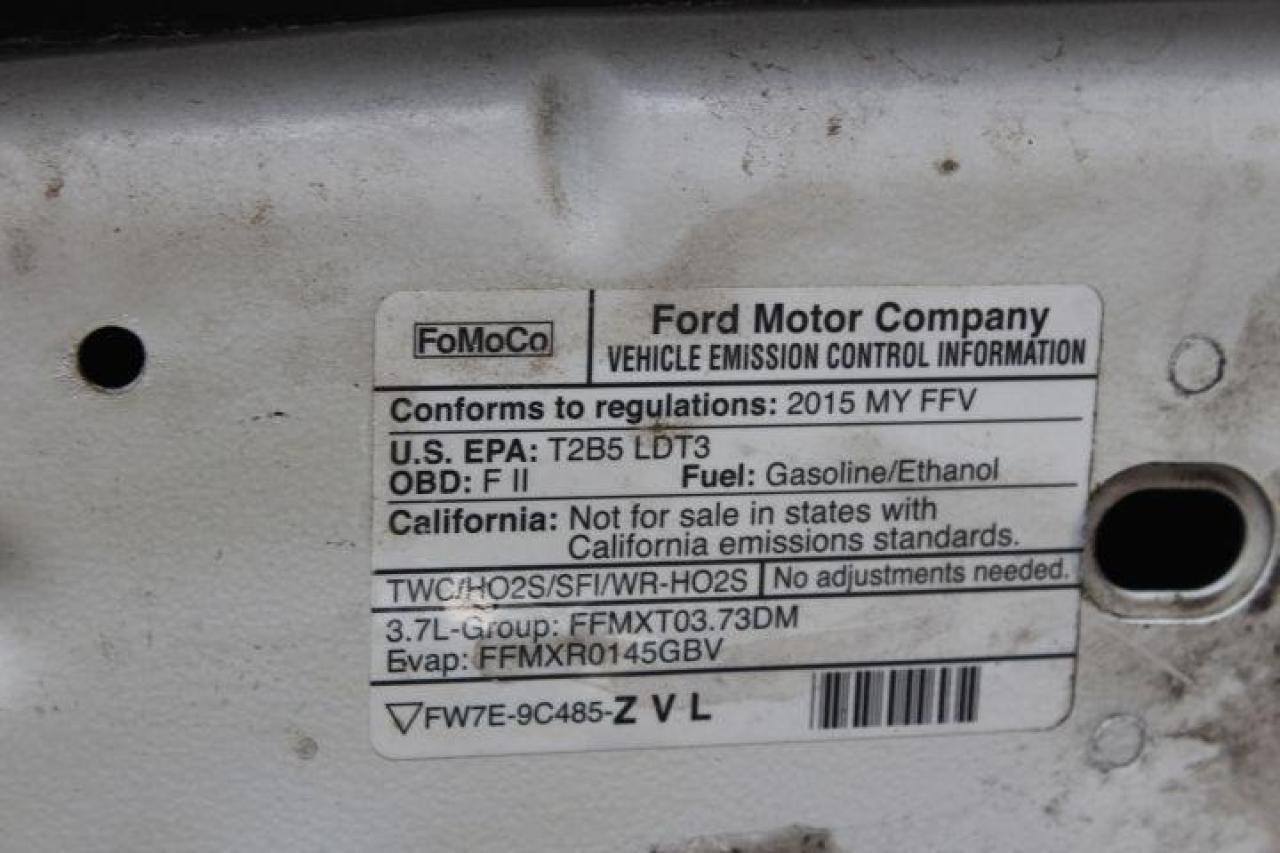 FoMoCo
Ford Motor Company
VEHICLE EMISSION CONTROL INFORMATION
Conforms to regulations: 2015 MY FFV
U.S. EPA: T2B5 LDT3
OBD: F II Fuel: Gasoline/Ethanol
California: Not for sale in states with
California emissions standards.
TWC/HO2S/SFI/WR-HO2S No adjustments needed.
3.7L-Group: FFMXT03.73DM
Evap: FFMXR0145GBV
FW7E-9C485-Z V L